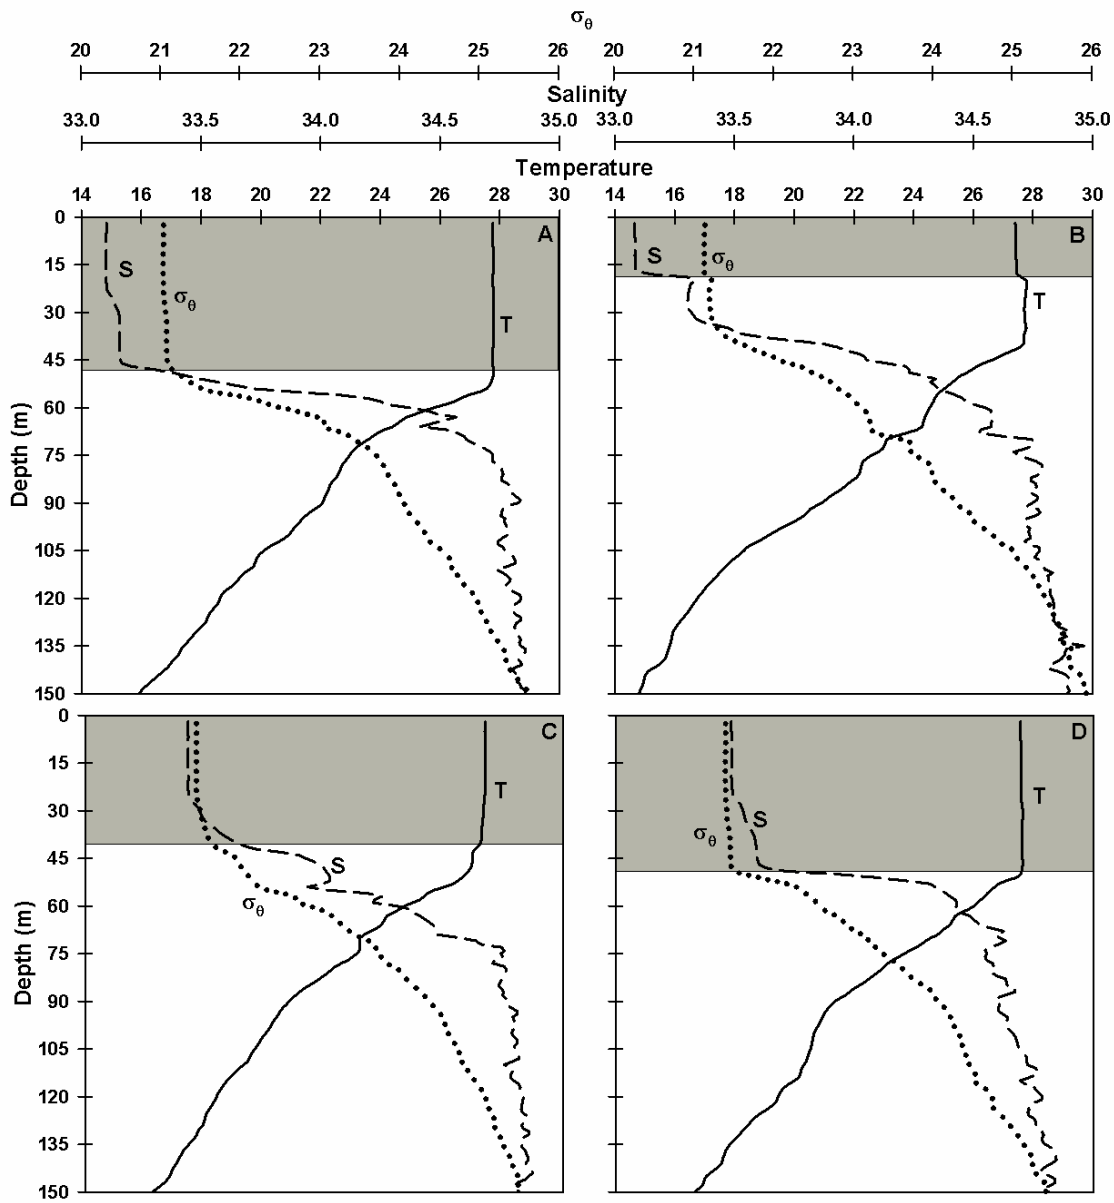 σθ
20 21 22 23 24 25 26 20 21 22 23 24 25 26
Salinity
33.0 33.5 34.0 34.5 35.0 33.0 33.5 34.0 34.5 35.0
Temperature
14 16 18 20 22 24 26 28 30 14 16 18 20 22 24 26 28 30
0 A B
15 S S σθ
30 σθ T T
45
60
75
90
105
120
135
150
Depth (m)
0 C D
15
30 T T
45 S σθ S
60 σθ
75
90
105
120
135
150
Depth (m)